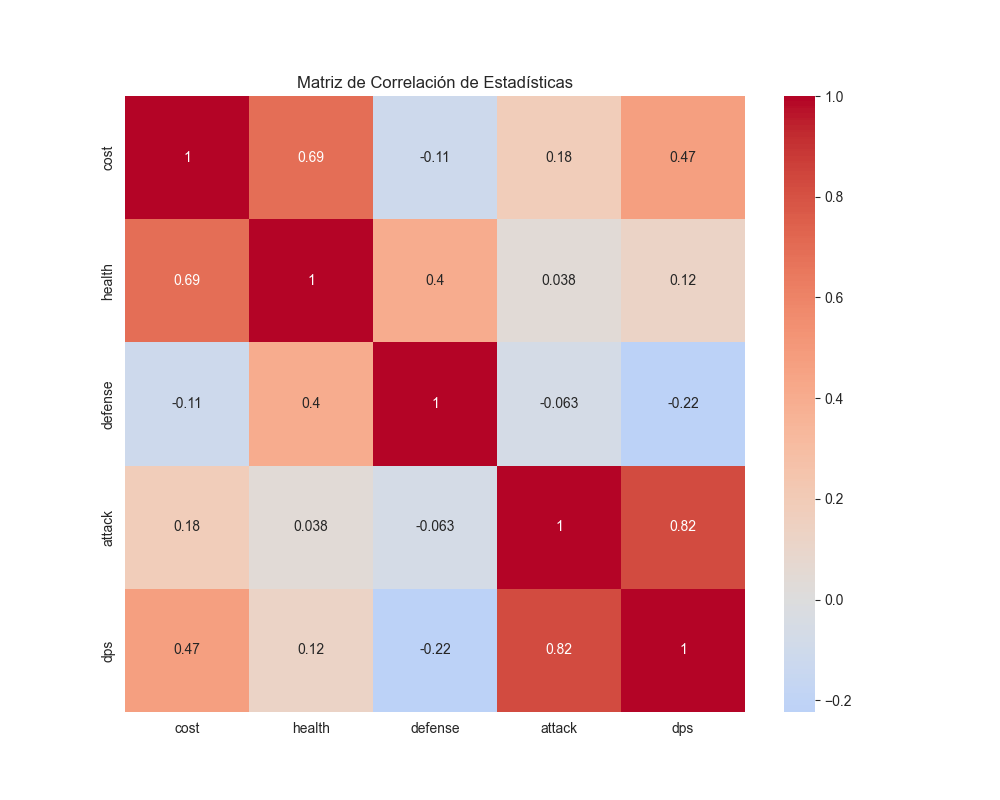 Matriz de Correlación de Estadísticas
cost 1 0.69 -0.11 0.18 0.47
health 0.69 1 0.4 0.038 0.12
defense -0.11 0.4 1 -0.063 -0.22
attack 0.18 0.038 -0.063 1 0.82
dps 0.47 0.12 -0.22 0.82 1
cost health defense attack dps
1.0
0.8
0.6
0.4
0.2
0.0
−0.2